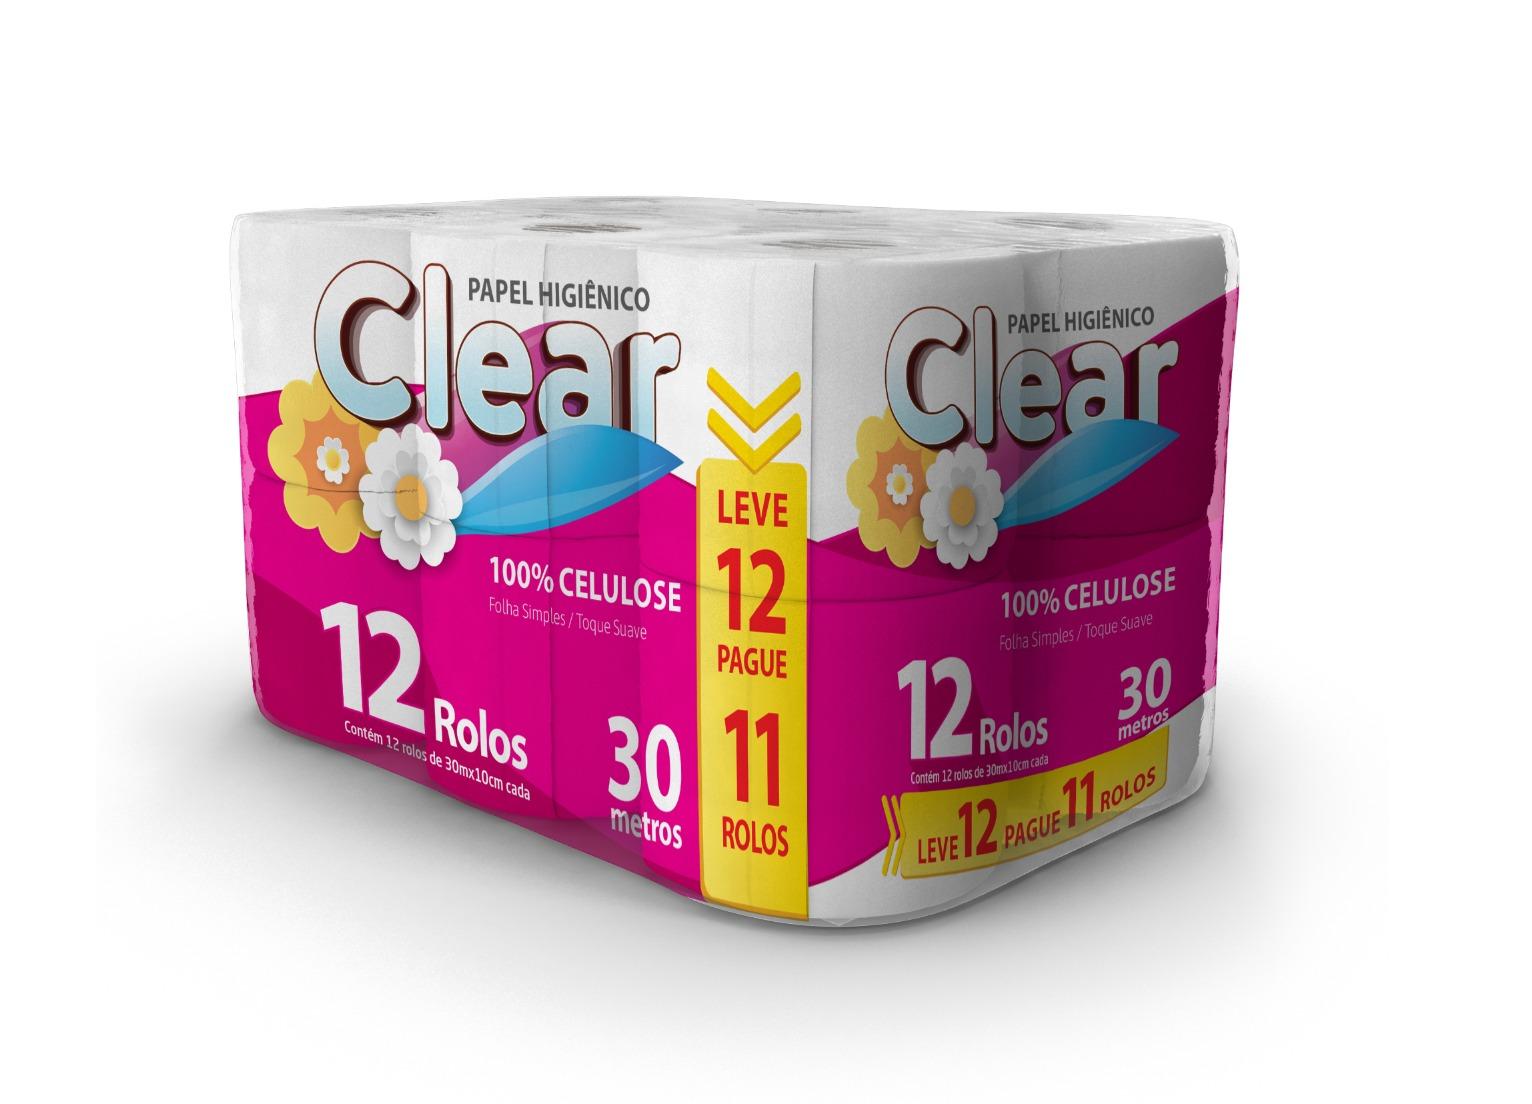 PAPEL HIGIÊNICO
Clear
100% CELULOSE
Folha Simples / Toque Suave
12 Rolos
Contém 12 rolos de 30mx10cm cada
30
metros
LEVE
12
PAGUE
11
ROLOS
PAPEL HIGIÊNICO
Clear
100% CELULOSE
Folha Simples / Toque Suave
12 Rolos
Contém 12 rolos de 30mx10cm cada
30
metros
LEVE 12 PAGUE 11 ROLOS